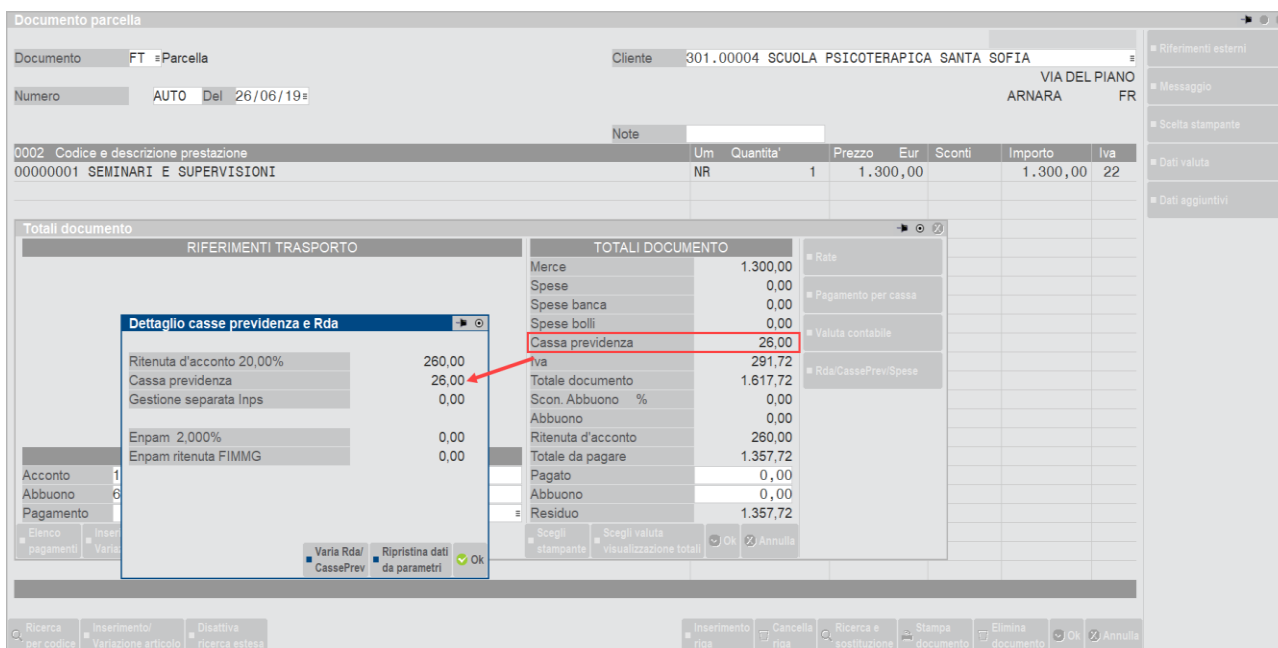 Documento parcella
Documento FT Parcella Cliente 301.00004 SCUOLA PSICOTERAPICA SANTA SOFIA
VIA DEL PIANO
Numero AUTO Del 26/06/19 ARNARA FR
Note
0002 Codice e descrizione prestazione Um Quantita' Prezzo Eur Sconti Importo Iva
00000001 SEMINARI E SUPERVISIONI NR 1 1.300,00 1.300,00 22
Riferimenti esterni
Messaggio
Scelta stampante
Dati valuta
Dati aggiuntivi
Totali documento
RIFERIMENTI TRASPORTO
TOTALI DOCUMENTO
Merce 1.300,00
Spese 0,00
Spese banca 0,00
Spese bolli 0,00
Cassa previdenza 26,00
Iva 291,72
Totale documento 1.617,72
Scon. Abbuono % 0,00
Abbuono 0,00
Ritenuta d'acconto 260,00
Totale da pagare 1.357,72
Pagato 0,00
Abbuono 0,00
Residuo 1.357,72
Rate
Pagamento per cassa
Valuta contabile
Rda/CassePrev/Spese
Acconto 1
Abbuono 6
Pagamento
Elenco pagamenti
Inseri
Varia
Scegli stampante
Scegli valuta visualizzazione totali
Ok
Annulla
Dettaglio casse previdenza e Rda
Ritenuta d'acconto 20,00% 260,00
Cassa previdenza 26,00
Gestione separata Inps 0,00
Enpam 2,000% 0,00
Enpam ritenuta FIMMG 0,00
Varia Rda/ CassePrev
Ripristina dati da parametri
Ok
Ricerca per codice
Inserimento/ Variazione articolo
Disattiva ricerca estesa
Inserimento riga
Cancella riga
Ricerca e sostituzione
Stampa documento
Elimina documento
Ok
Annulla